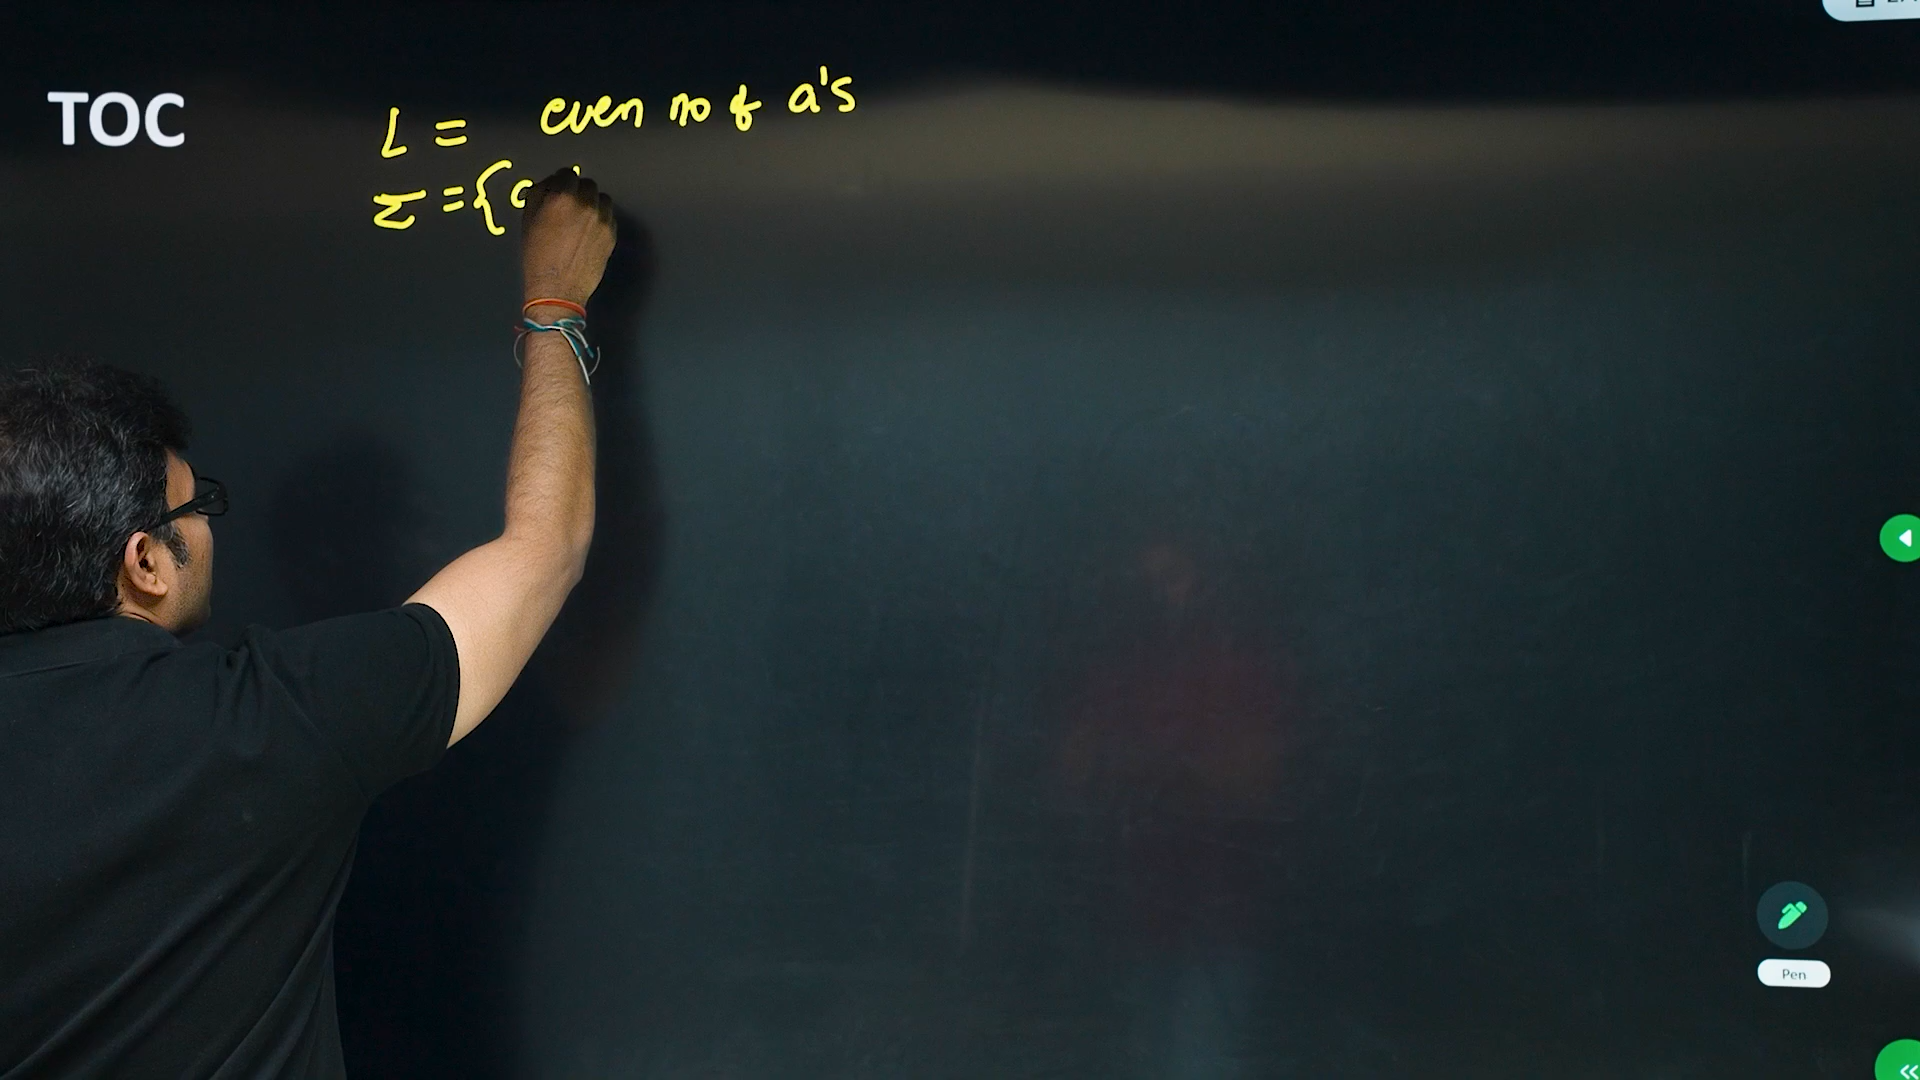 TOC
L = even no of a's
Σ = {
Pen